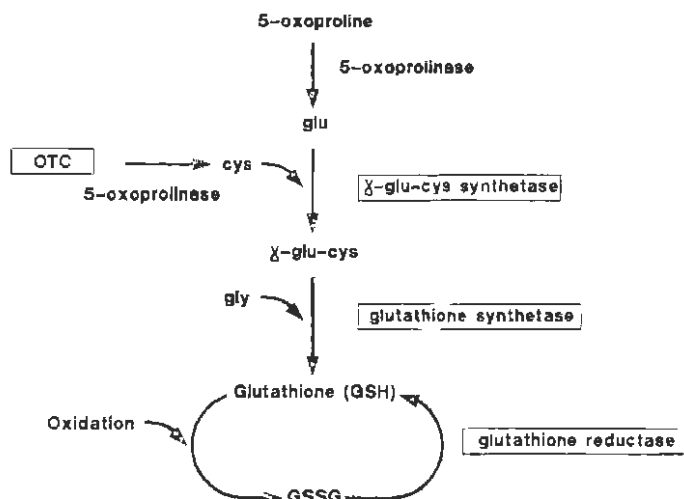 5-oxoproline
5-oxoprolinase
glu
OTC
cys
5-oxoprolinase
ɣ-glu-cys synthetase
ɣ-glu-cys
gly
glutathione synthetase
Glutathione (GSH)
Oxidation
glutathione reductase
GSSG